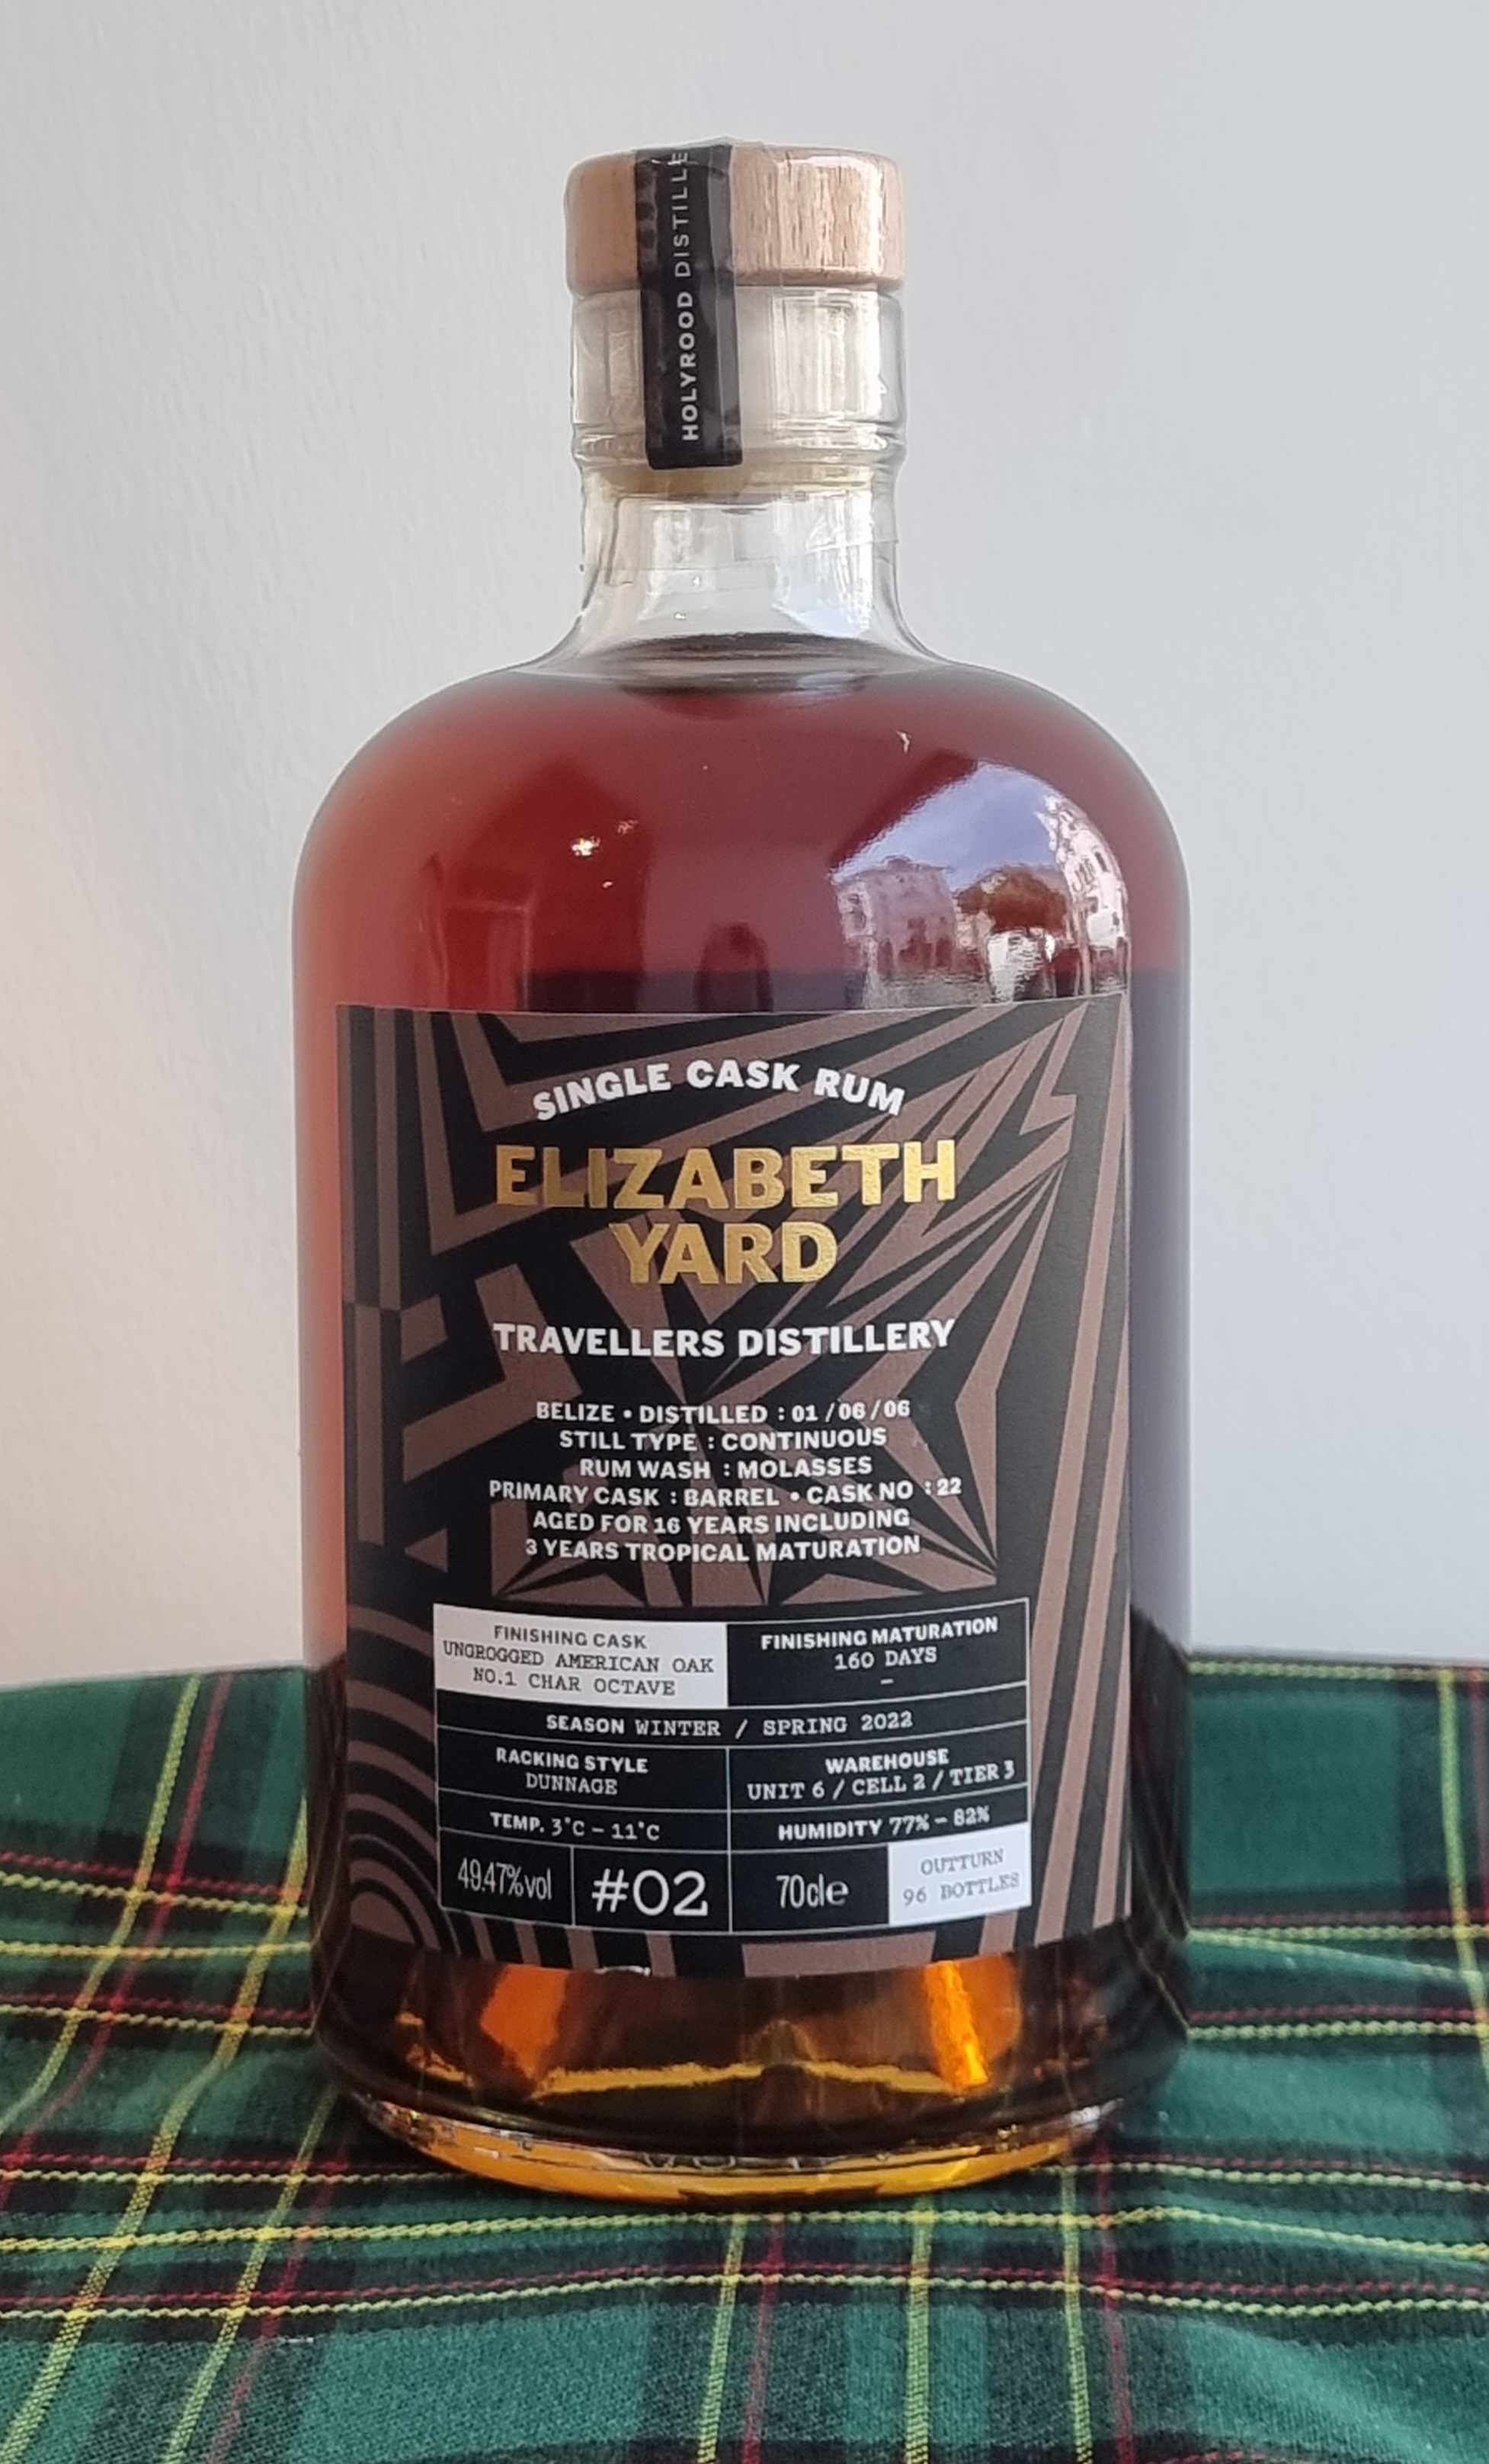 HOLYROOD DISTILLE
SINGLE CASK RUM
ELIZABETH
YARD
TRAVELLERS DISTILLERY
BELIZE • DISTILLED : 01/06/06
STILL TYPE : CONTINUOUS
RUM WASH : MOLASSES
PRIMARY CASK : BARREL • CASK NO : 22
AGED FOR 16 YEARS INCLUDING
3 YEARS TROPICAL MATURATION
FINISHING CASK
UNGROGGED AMERICAN OAK
NO.1 CHAR OCTAVE
FINISHING MATURATION
160 DAYS
–
SEASON WINTER / SPRING 2022
RACKING STYLE
DUNNAGE
WAREHOUSE
UNIT 6 / CELL 2 / TIER 3
TEMP. 3°C – 11°C
HUMIDITY 77% – 82%
49.47%vol
#02
70cle
OUTTURN
96 BOTTLES